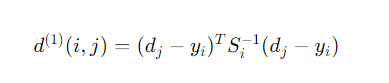 d^{(1)}(i, j) = (d_j − y_i)^T S_i^{−1}(d_j − y_i)